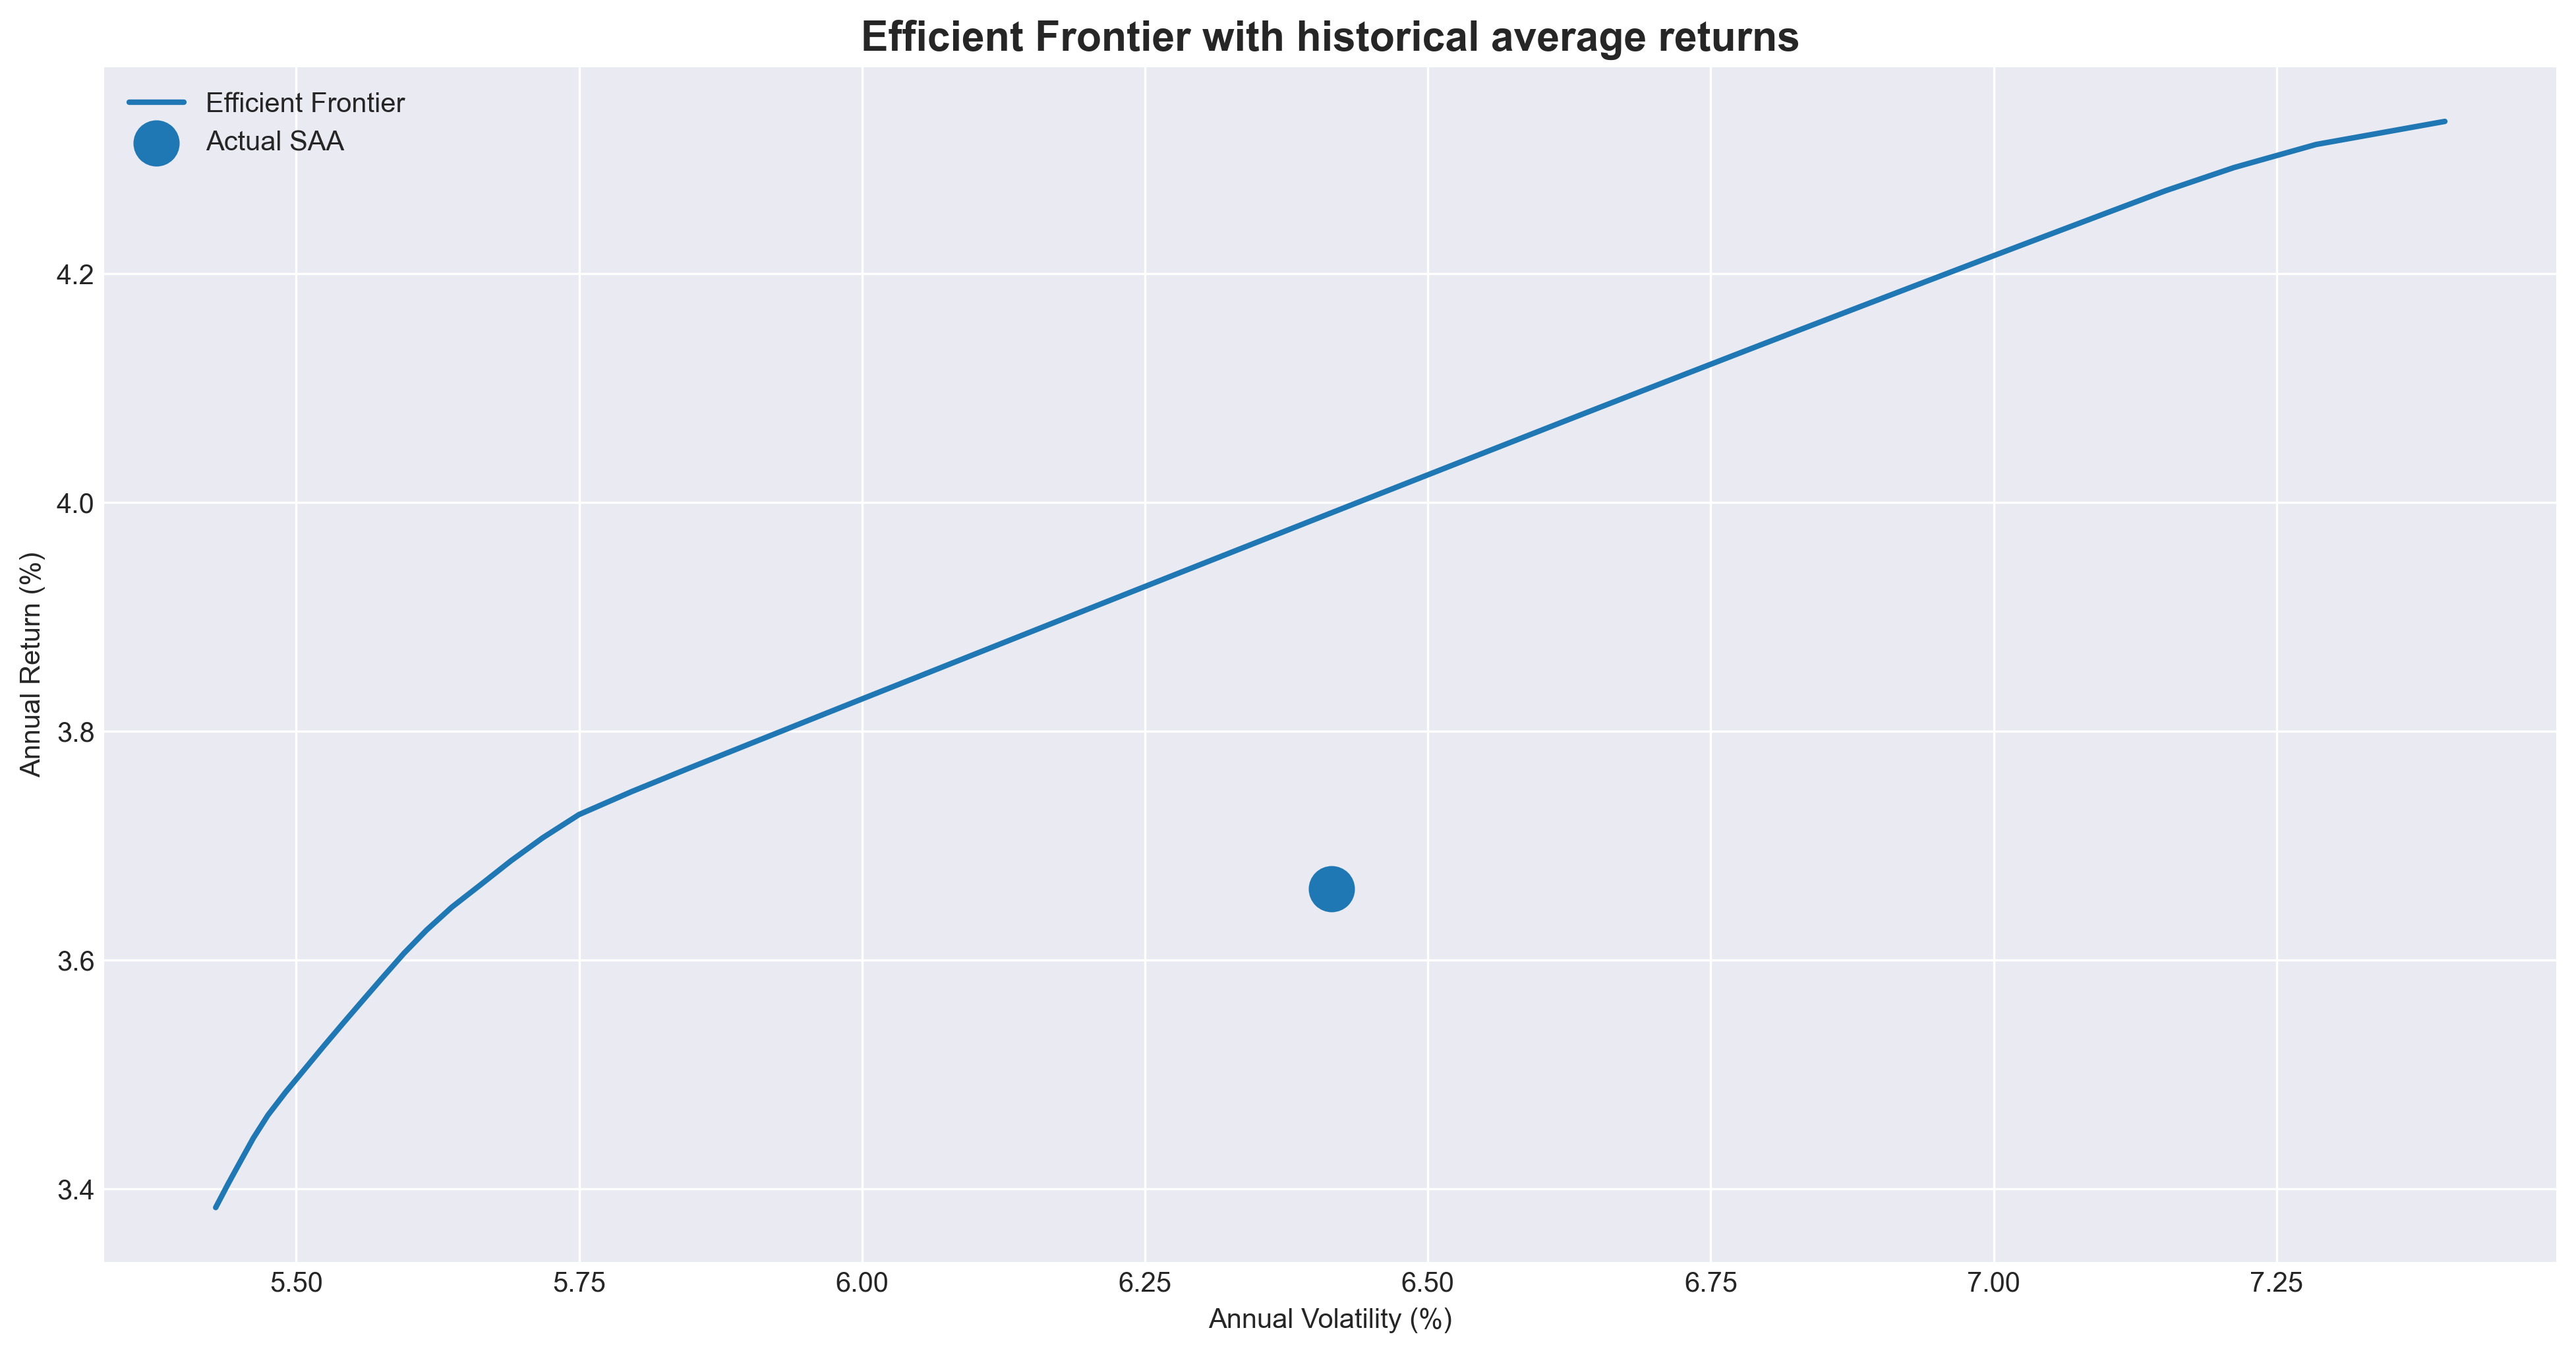 Efficient Frontier with historical average returns
Efficient Frontier
Actual SAA
4.2
4.0
3.8
3.6
3.4
Annual Return (%)
5.50 5.75 6.00 6.25 6.50 6.75 7.00 7.25
Annual Volatility (%)